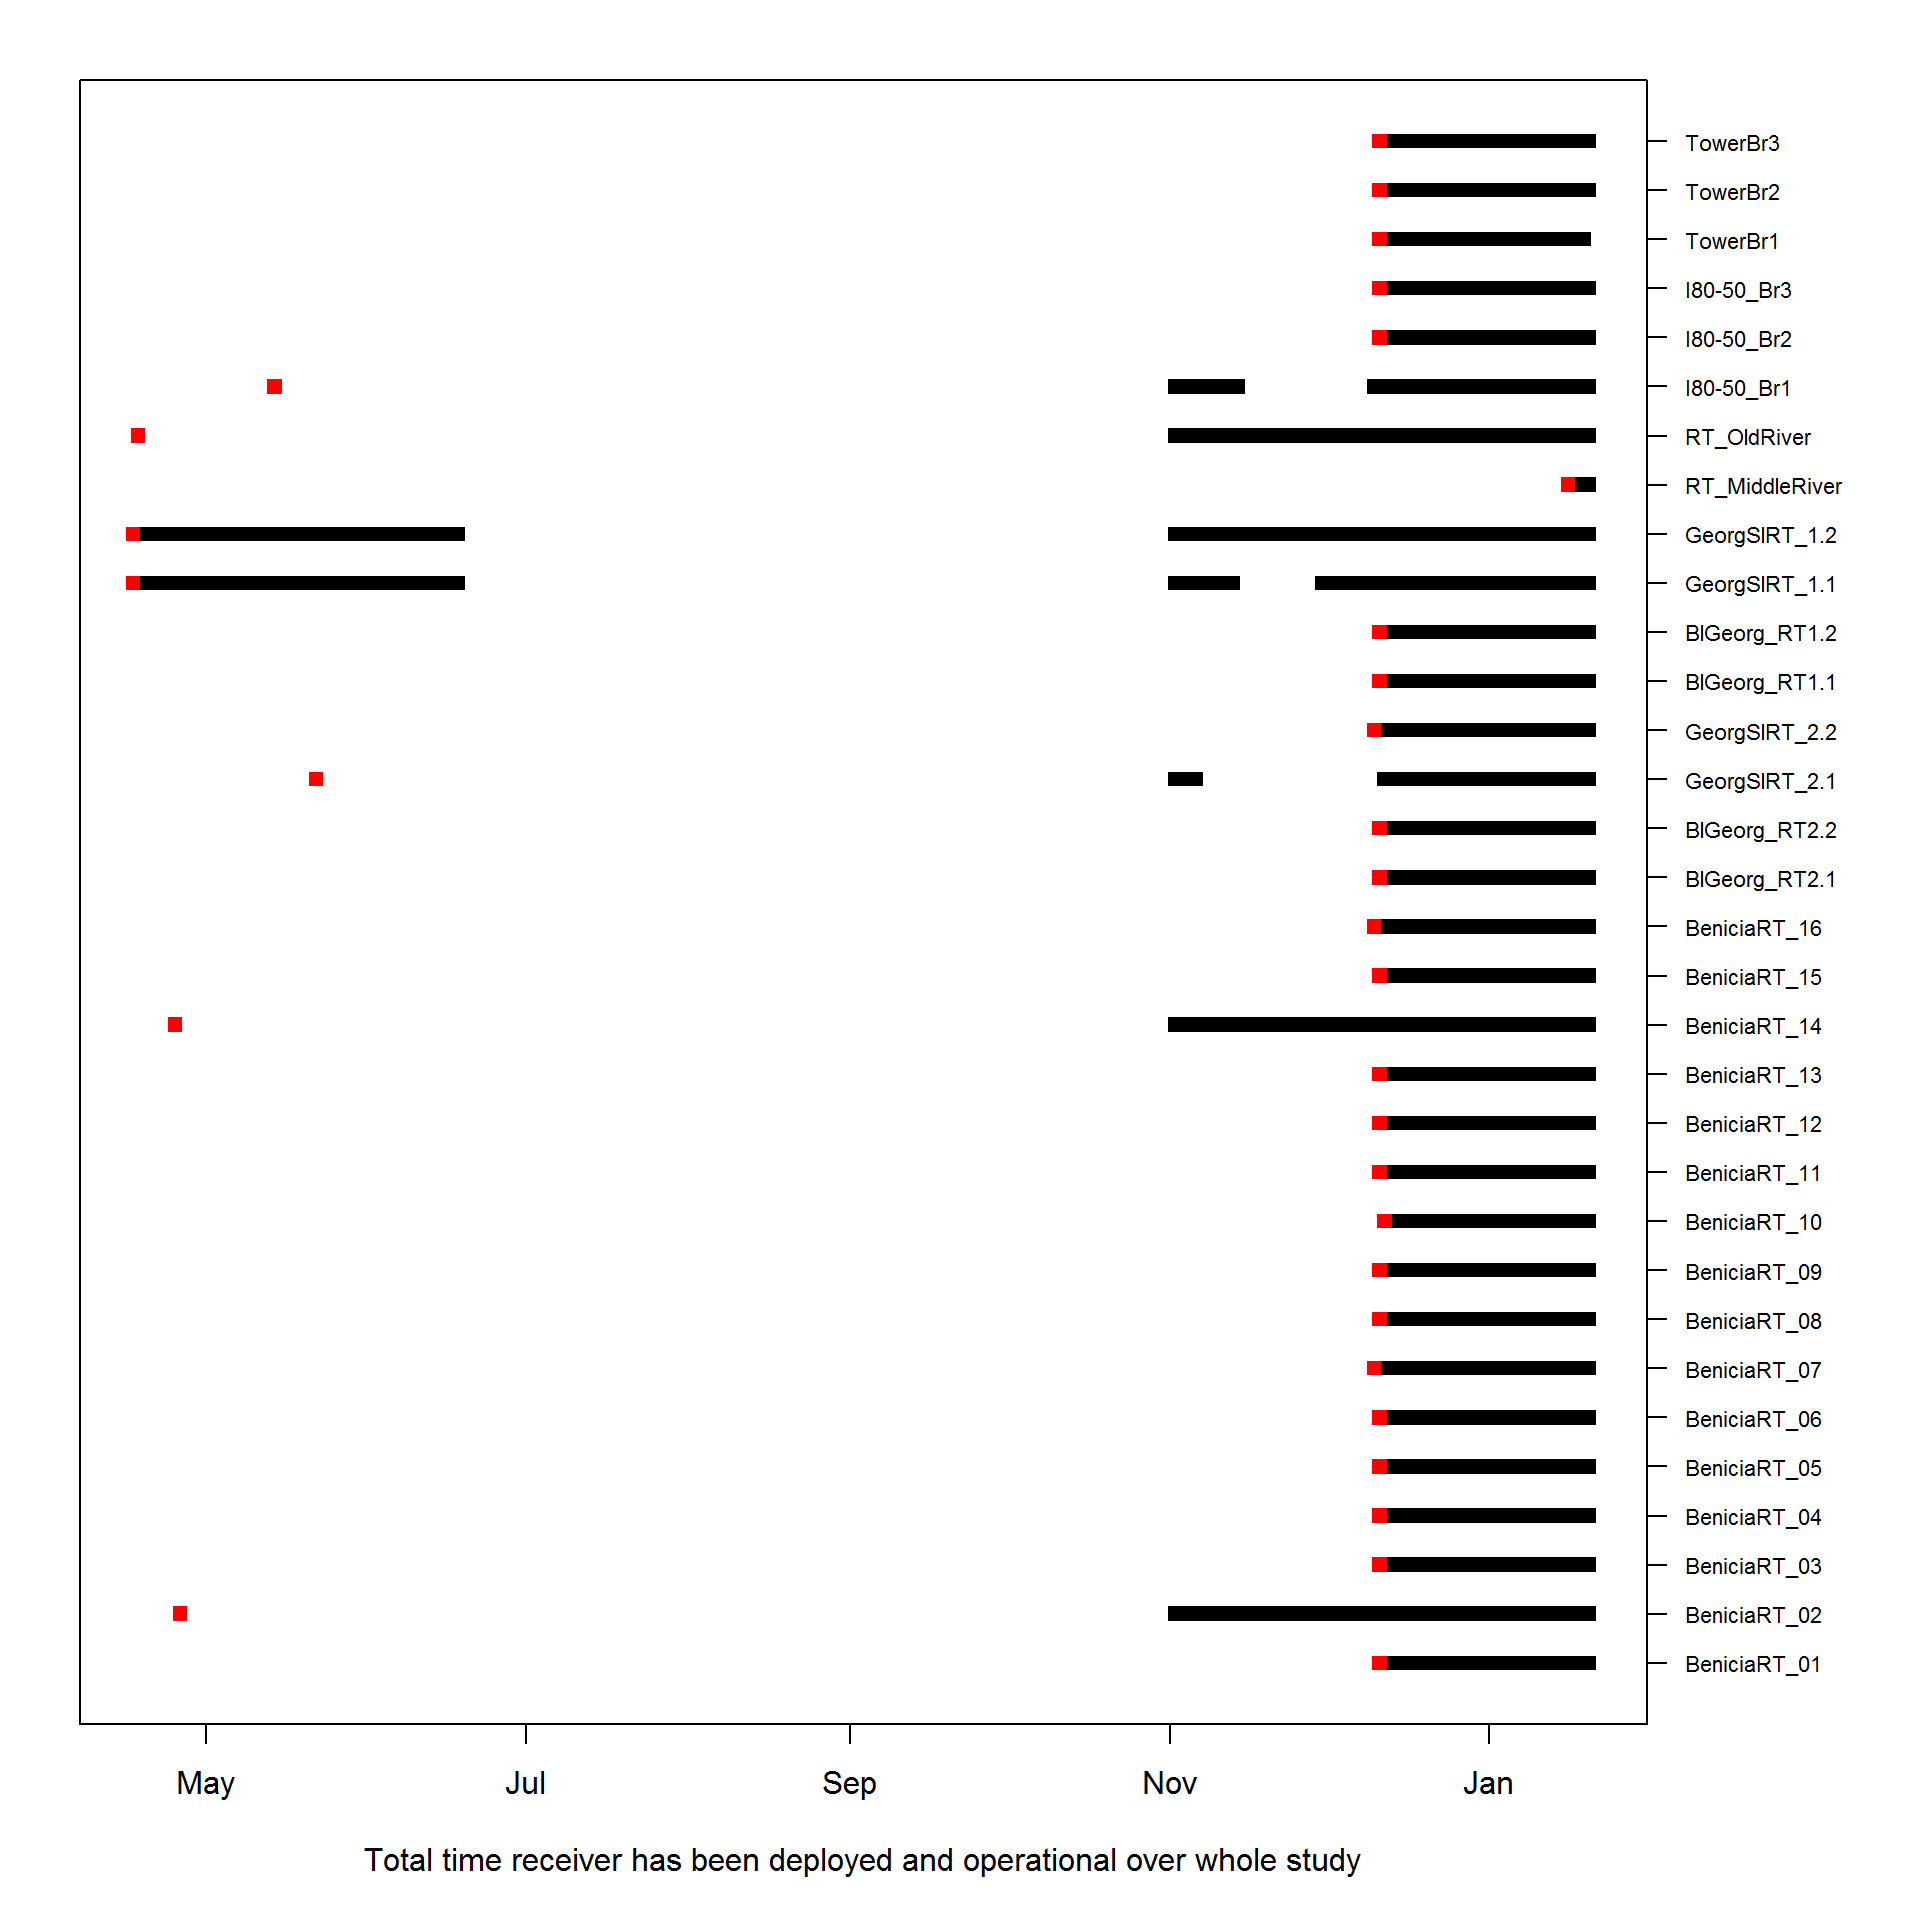 TowerBr3
TowerBr2
TowerBr1
I80-50_Br3
I80-50_Br2
I80-50_Br1
RT_OldRiver
RT_MiddleRiver
GeorgSlRT_1.2
GeorgSlRT_1.1
BlGeorg_RT1.2
BlGeorg_RT1.1
GeorgSlRT_2.2
GeorgSlRT_2.1
BlGeorg_RT2.2
BlGeorg_RT2.1
BeniciaRT_16
BeniciaRT_15
BeniciaRT_14
BeniciaRT_13
BeniciaRT_12
BeniciaRT_11
BeniciaRT_10
BeniciaRT_09
BeniciaRT_08
BeniciaRT_07
BeniciaRT_06
BeniciaRT_05
BeniciaRT_04
BeniciaRT_03
BeniciaRT_02
BeniciaRT_01
May Jul Sep Nov Jan
Total time receiver has been deployed and operational over whole study